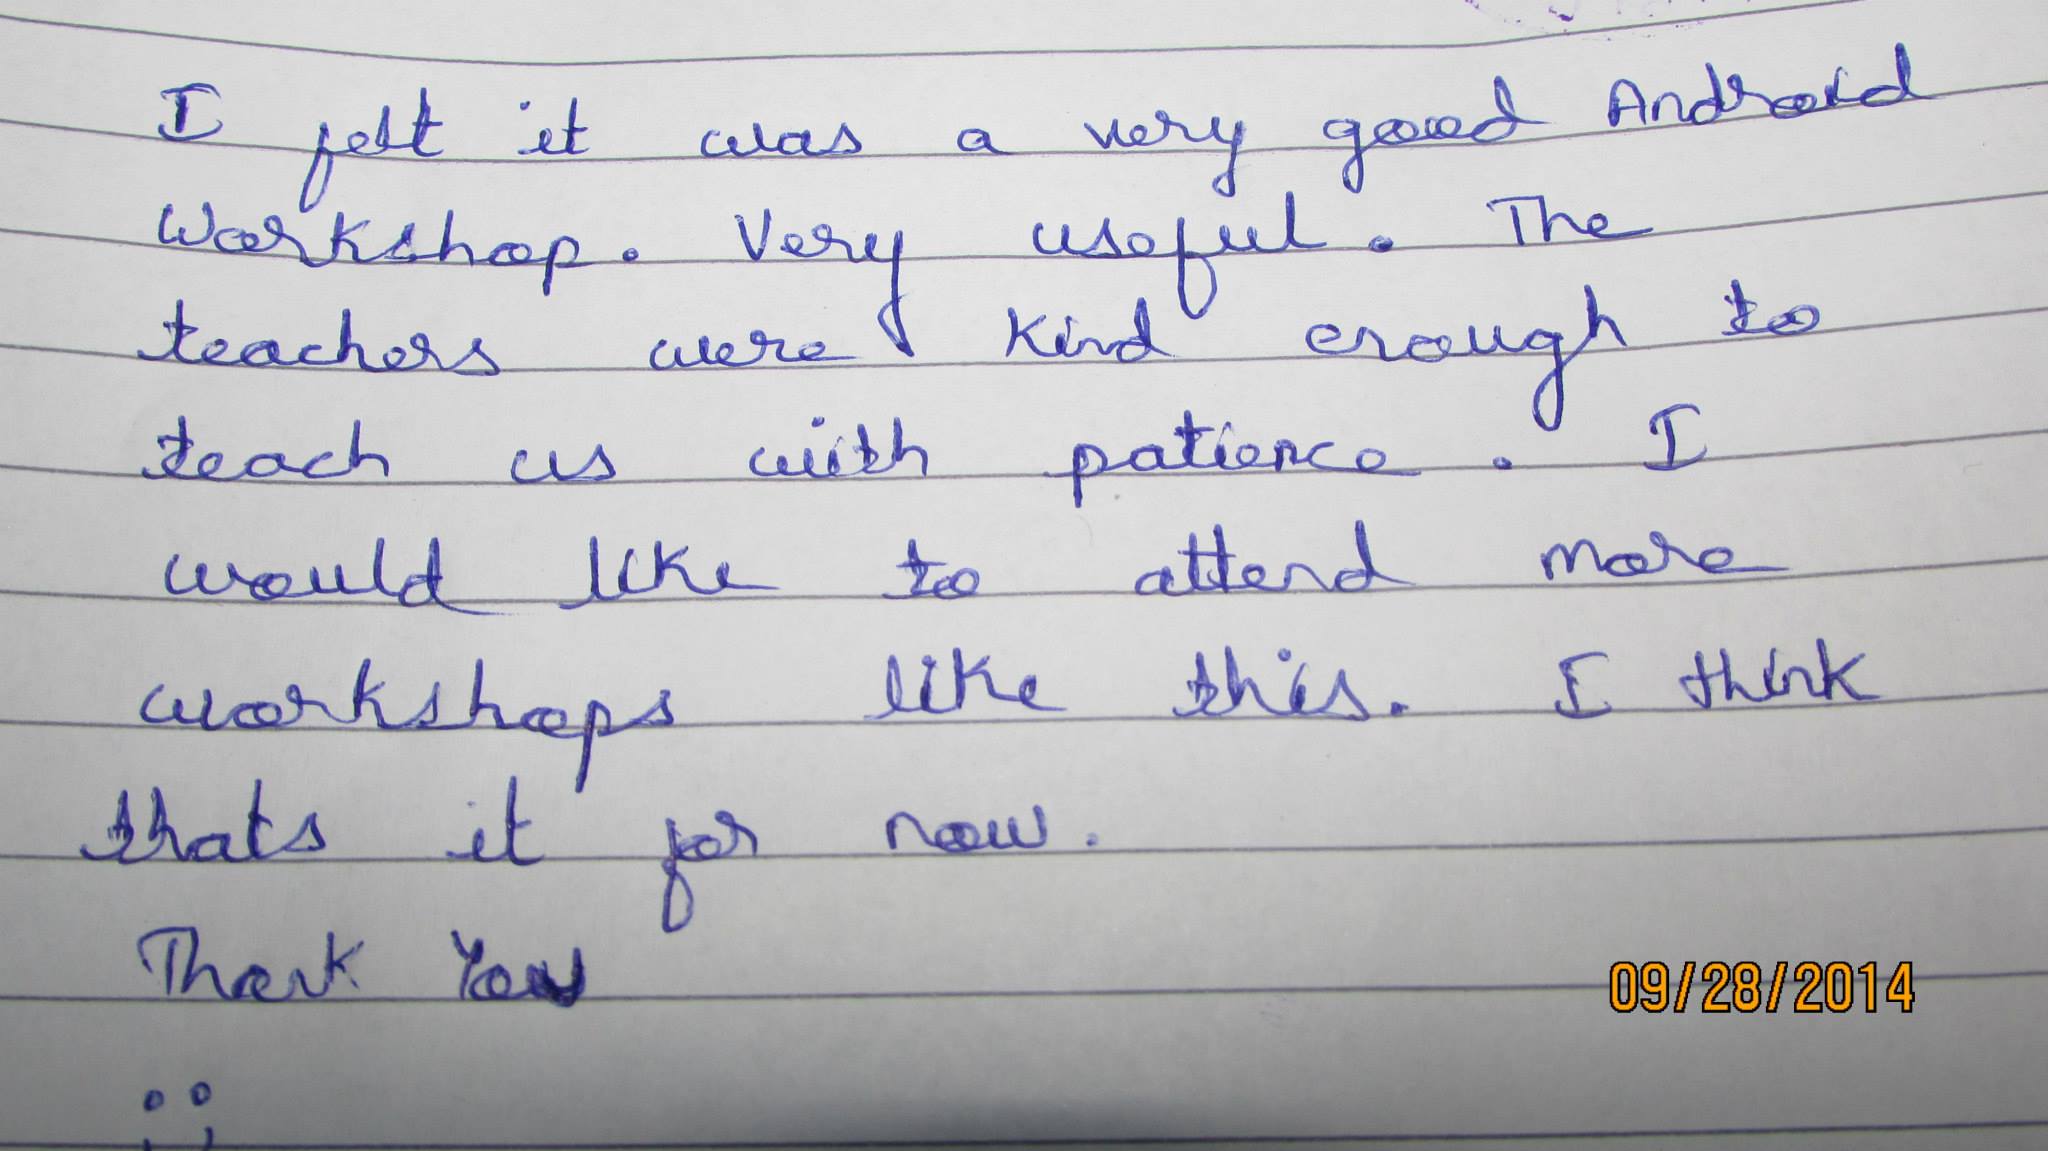 I felt it was a very good Android
Workshop. Very useful. The
teachers were kind enough to
teach us with patience. I
would like to attend more
workshops like this. I think
thats it for now.
Thank You
09/28/2014